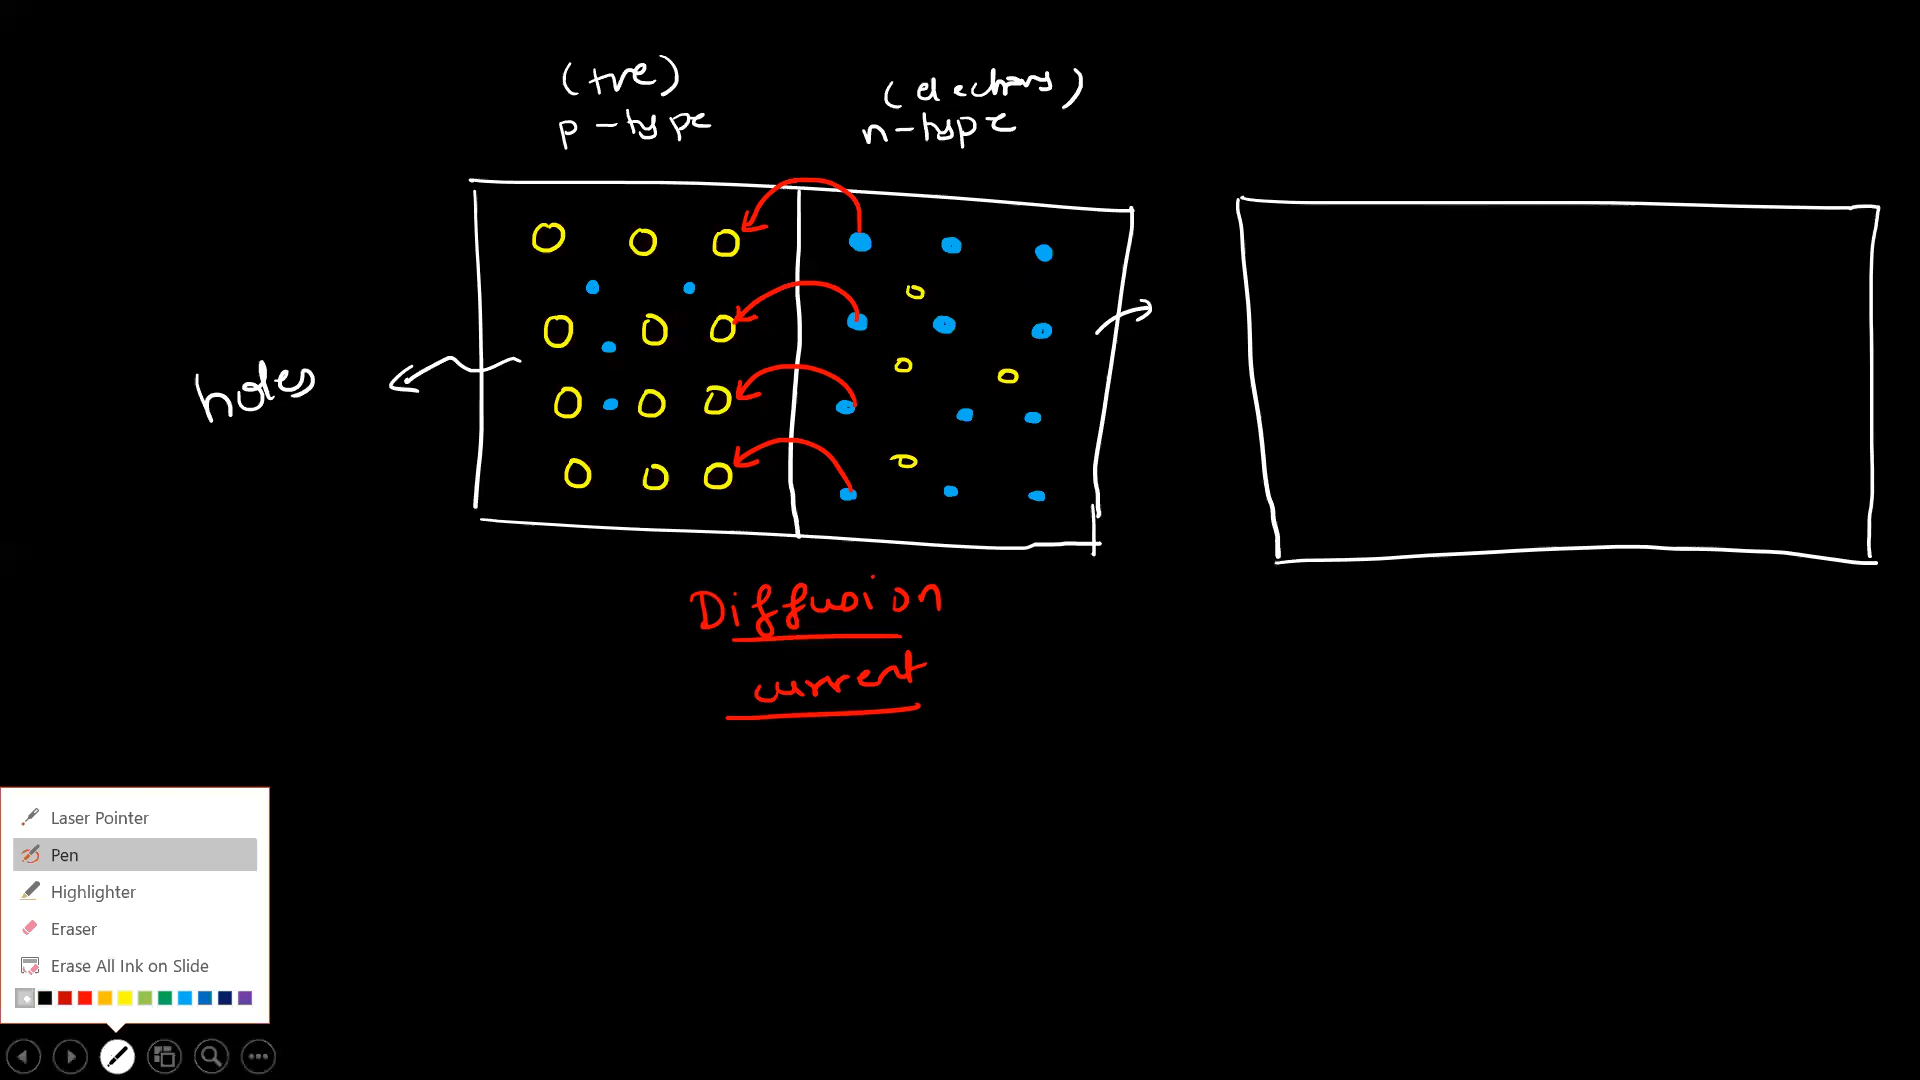 (+ve)
p-type
(electrons)
n-type
holes
Diffusion
current
Laser Pointer
Pen
Highlighter
Eraser
Erase All Ink on Slide